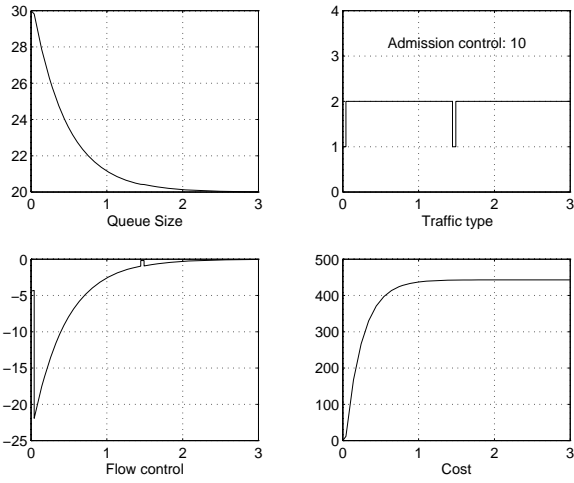 30
28
26
24
22
20
0 1 2 3
Queue Size
4
3
2
1
0
Admission control: 10
0 1 2 3
Traffic type
0
−5
−10
−15
−20
−25
0 1 2 3
Flow control
500
400
300
200
100
0
0 1 2 3
Cost